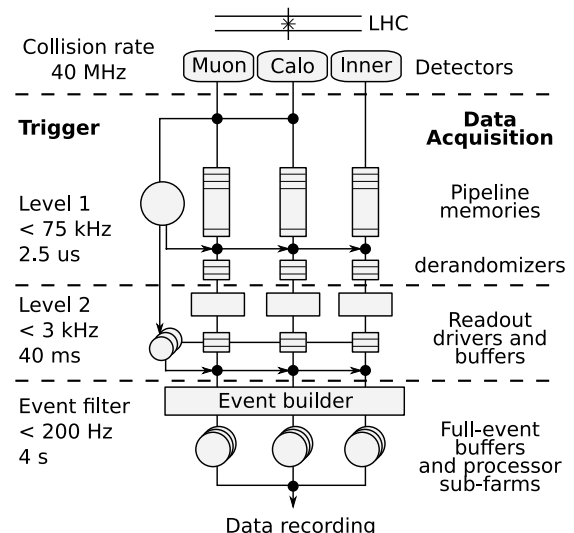 LHC
Collision rate
40 MHz
Muon
Calo
Inner
Detectors
Trigger
Data
Acquisition
Pipeline
memories
Level 1
< 75 kHz
2.5 us
derandomizers
Level 2
< 3 kHz
40 ms
Readout
drivers and
buffers
Event filter
< 200 Hz
4 s
Event builder
Full-event
buffers
and processor
sub-farms
Data recording